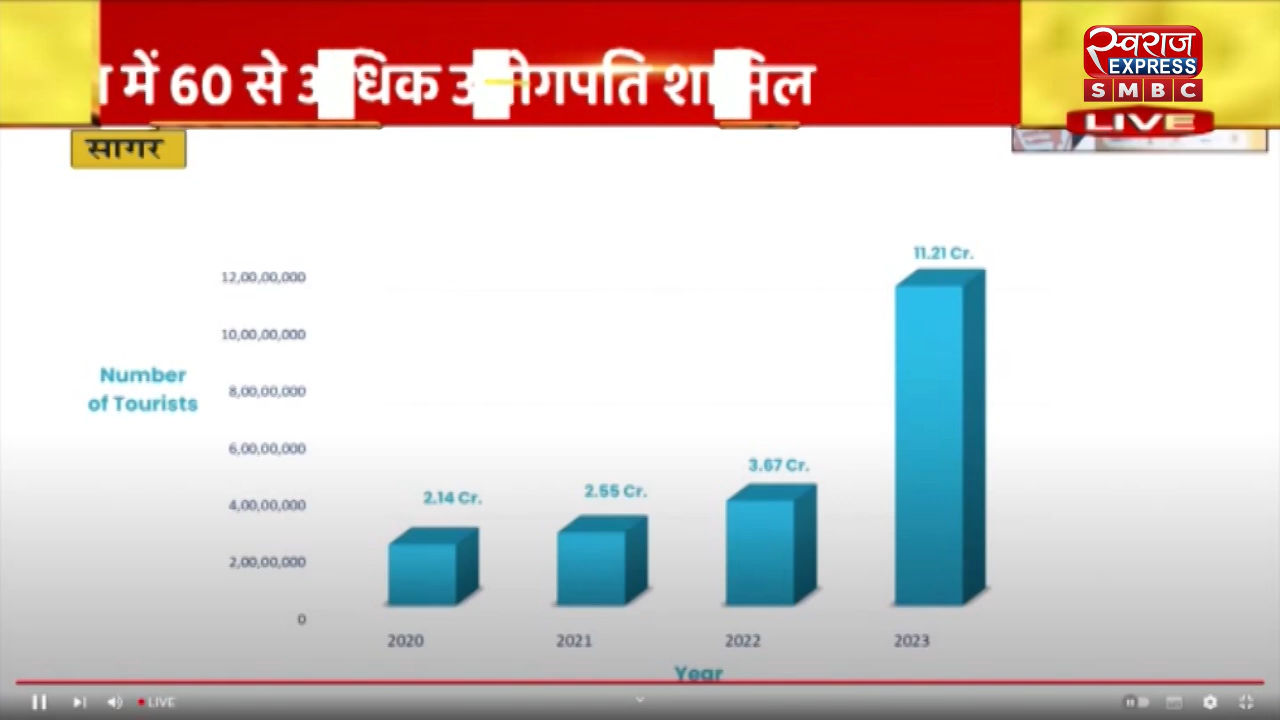 में 60 से शामिल
स्वराज
EXPRESS
SMBC
LIVE
सागर
11.21 Cr.
12,00,00,000
10,00,00,000
Number
of Tourists
8,00,00,000
6,00,00,000
3.67 Cr.
2.55 Cr.
2.14 Cr.
4,00,00,000
2,00,00,000
0
2020 2021 2022 2023
Year
LIVE